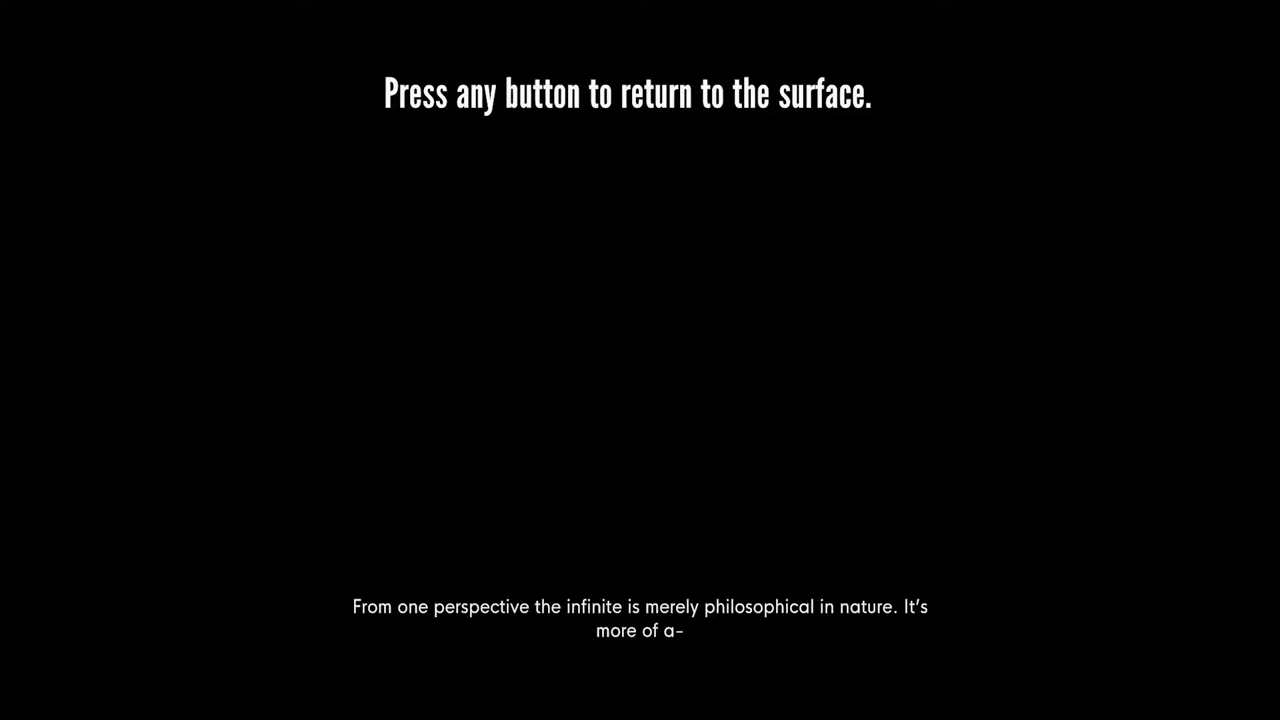 Press any button to return to the surface.
From one perspective the infinite is merely philosophical in nature. It's
more of a-